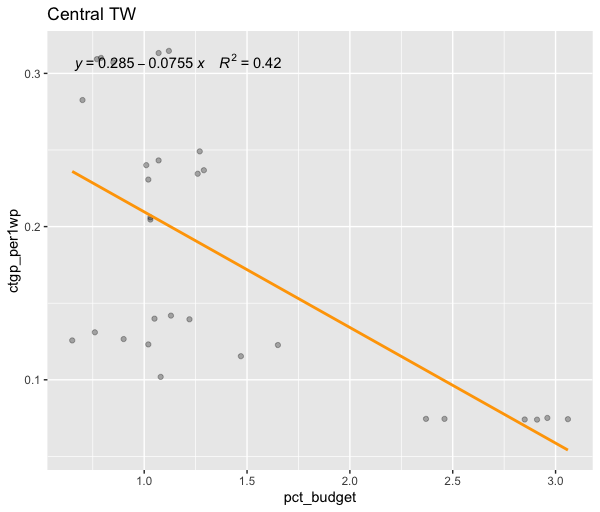 Central TW
y = 0.285 – 0.0755 x R² = 0.42
0.3
0.2
0.1
ctgp_per1wp
1.0 1.5 2.0 2.5 3.0
pct_budget